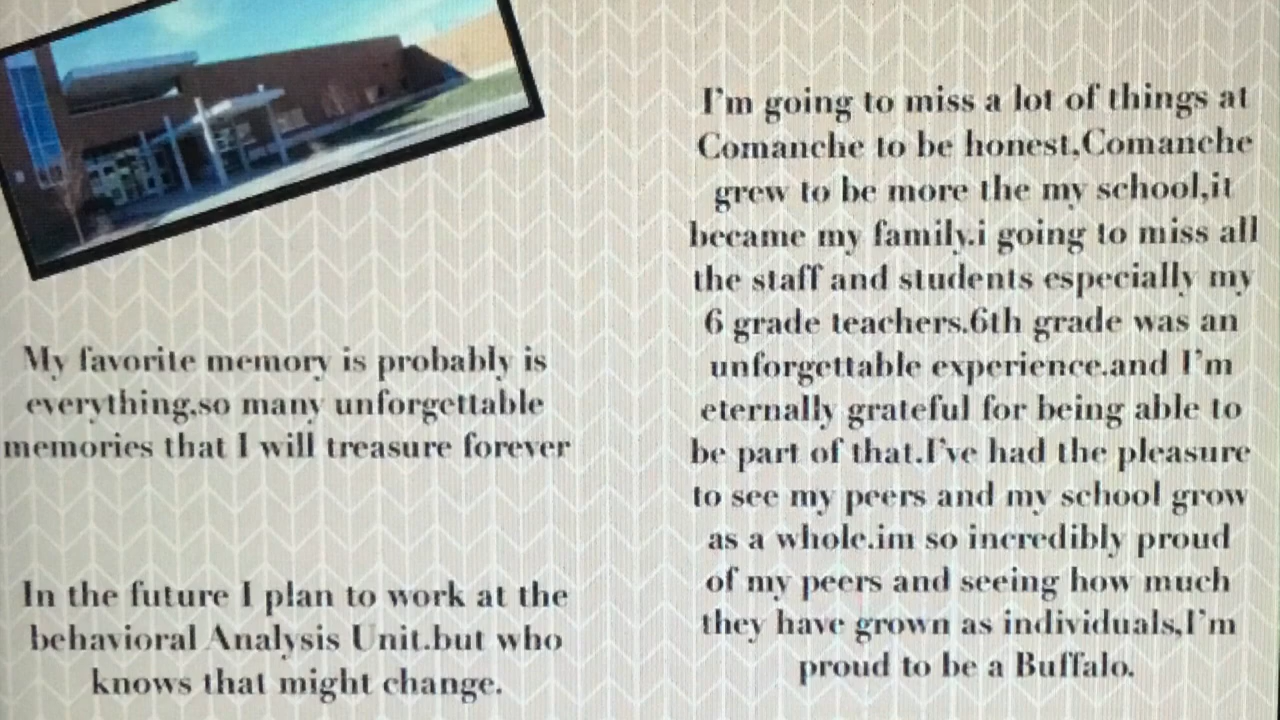 My favorite memory is probably is
everything.so many unforgettable
memories that I will treasure forever
In the future I plan to work at the
behavioral Analysis Unit.but who
knows that might change.
I'm going to miss a lot of things at
Comanche to be honest,Comanche
grew to be more the my school,it
became my family.i going to miss all
the staff and students especially my
6 grade teachers.6th grade was an
unforgettable experience.and I'm
eternally grateful for being able to
be part of that.I've had the pleasure
to see my peers and my school grow
as a whole.im so incredibly proud
of my peers and seeing how much
they have grown as individuals,I'm
proud to be a Buffalo.